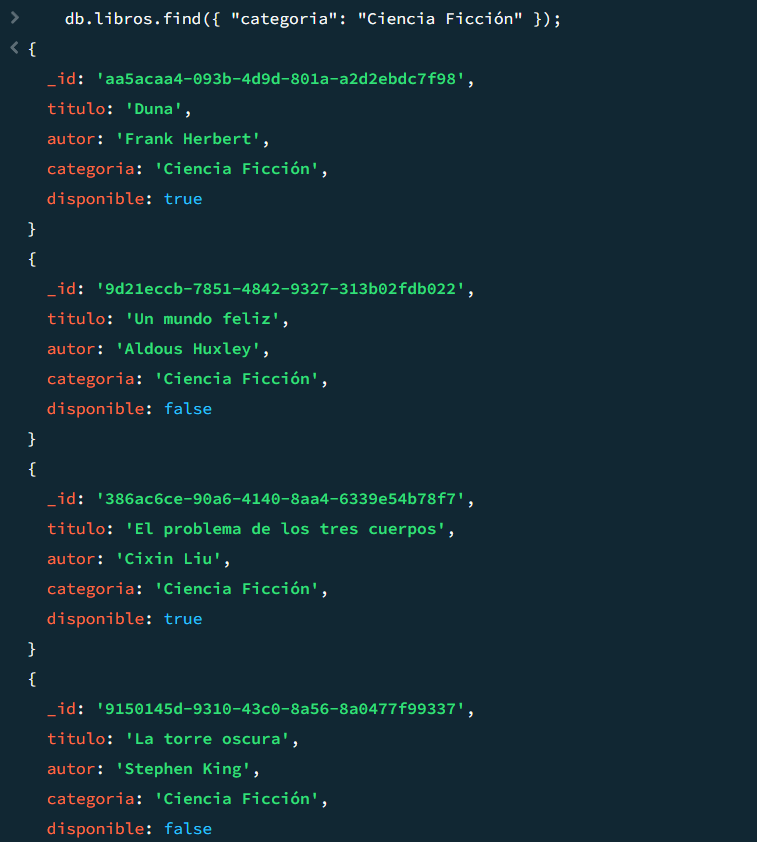 > db.libros.find({ "categoria": "Ciencia Ficción" });
< {
_id: 'aa5acaa4-093b-4d9d-801a-a2d2ebdc7f98',
titulo: 'Duna',
autor: 'Frank Herbert',
categoria: 'Ciencia Ficción',
disponible: true
}
{
_id: '9d21eccb-7851-4842-9327-313b02fdb022',
titulo: 'Un mundo feliz',
autor: 'Aldous Huxley',
categoria: 'Ciencia Ficción',
disponible: false
}
{
_id: '386ac6ce-90a6-4140-8aa4-6339e54b78f7',
titulo: 'El problema de los tres cuerpos',
autor: 'Cixin Liu',
categoria: 'Ciencia Ficción',
disponible: true
}
{
_id: '9150145d-9310-43c0-8a56-8a0477f99337',
titulo: 'La torre oscura',
autor: 'Stephen King',
categoria: 'Ciencia Ficción',
disponible: false